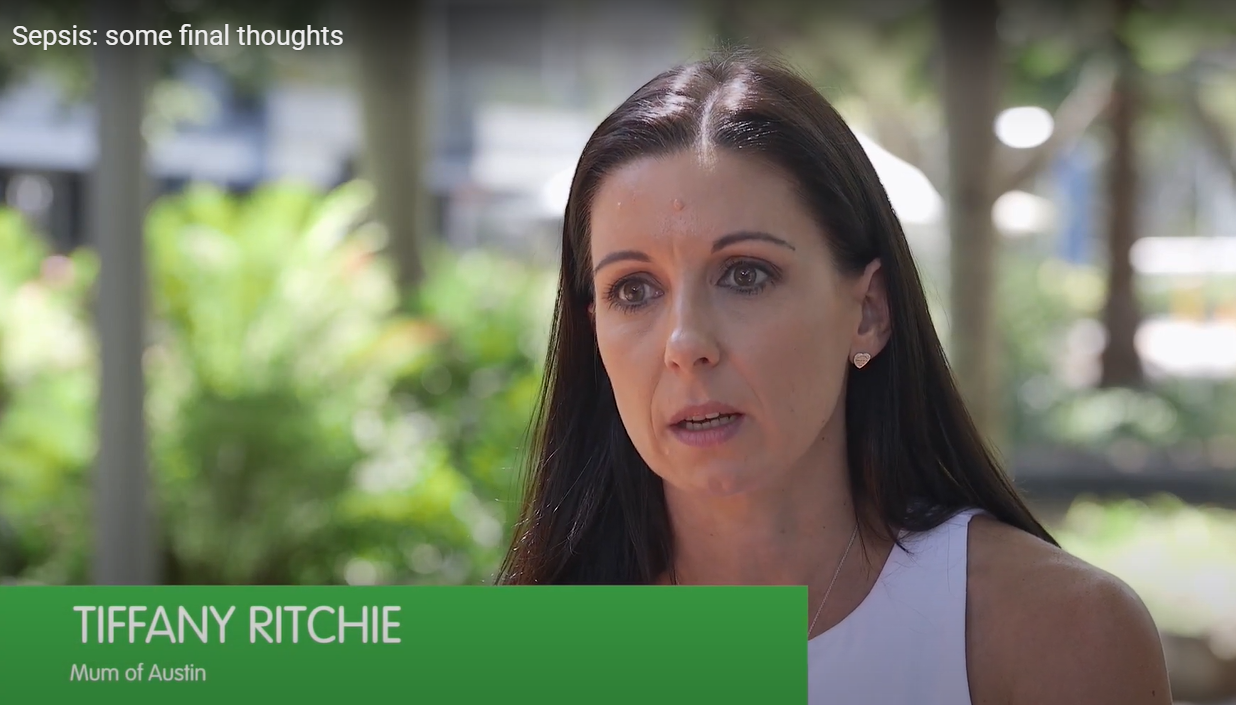 Sepsis: some final thoughts
TIFFANY RITCHIE
Mum of Austin